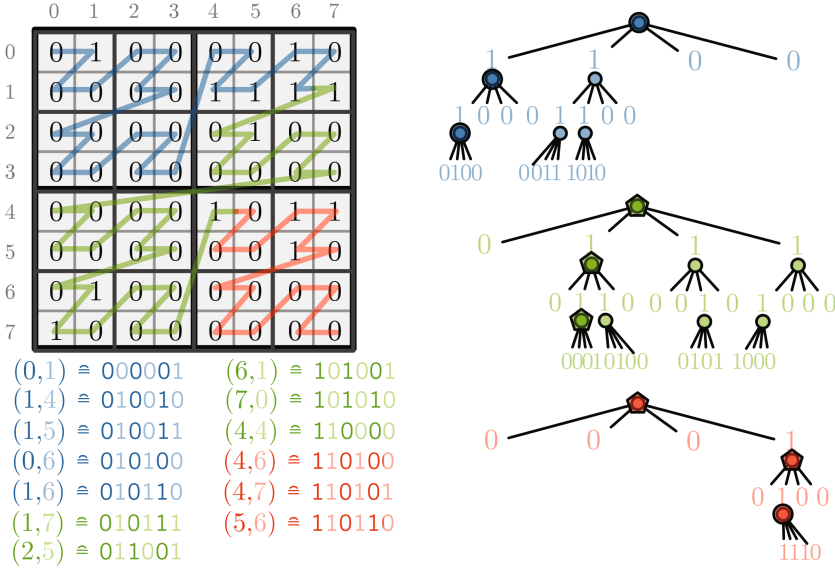 0 1 2 3 4 5 6 7
0 0 1 0 0 0 0 1 0
1 0 0 0 0 1 1 1 1
2 0 0 0 0 0 1 0 0
3 0 0 0 0 0 0 0 0
4 0 0 0 0 1 0 1 1
5 0 0 0 0 0 0 1 0
6 0 1 0 0 0 0 0 0
7 1 0 0 0 0 0 0 0
(0,1) ≘ 000001
(1,4) ≘ 010010
(1,5) ≘ 010011
(0,6) ≘ 010100
(1,6) ≘ 010110
(1,7) ≘ 010111
(2,5) ≘ 011001
(6,1) ≘ 101001
(7,0) ≘ 101010
(4,4) ≘ 110000
(4,6) ≘ 110100
(4,7) ≘ 110101
(5,6) ≘ 110110
1 1 0 0
1 0 0 0 1 1 0 0
0100 0011 1010
0 1 1 1
0 1 1 0 0 0 1 0 1 0 0 0
0001 0100 0101 1000
0 0 0 1
0 1 0 0
1110